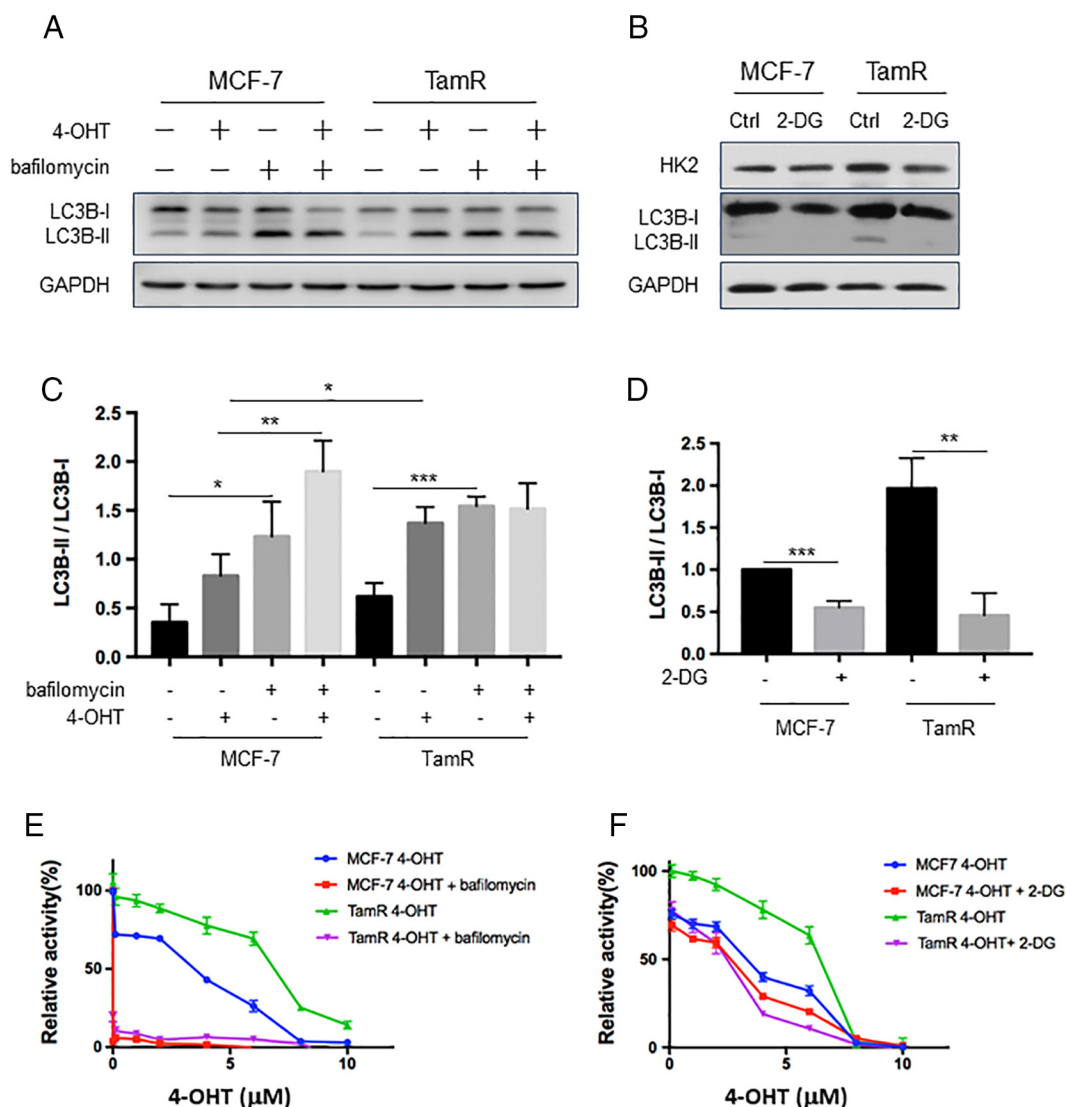 A
MCF-7 TamR
4-OHT − + − + − + − +
bafilomycin − − + + − − + +
LC3B-I
LC3B-II
GAPDH
B
MCF-7 TamR
Ctrl 2-DG Ctrl 2-DG
HK2
LC3B-I
LC3B-II
GAPDH
C
LC3B-II / LC3B-I
2.5
2.0
1.5
1.0
0.5
0.0
*
**
*
***
bafilomycin - - + + - - + +
4-OHT - + - + - + - +
MCF-7 TamR
D
LC3B-II / LC3B-I
2.5
2.0
1.5
1.0
0.5
0.0
**
***
2-DG - + - +
MCF-7 TamR
E
Relative activity(%)
100
50
0
0 5 10
4-OHT (μM)
MCF-7 4-OHT
MCF-7 4-OHT + bafilomycin
TamR 4-OHT
TamR 4-OHT + bafilomycin
F
Relative activity(%)
100
50
0
0 5 10
4-OHT (μM)
MCF7 4-OHT
MCF-7 4-OHT + 2-DG
TamR 4-OHT
TamR 4-OHT+ 2-DG